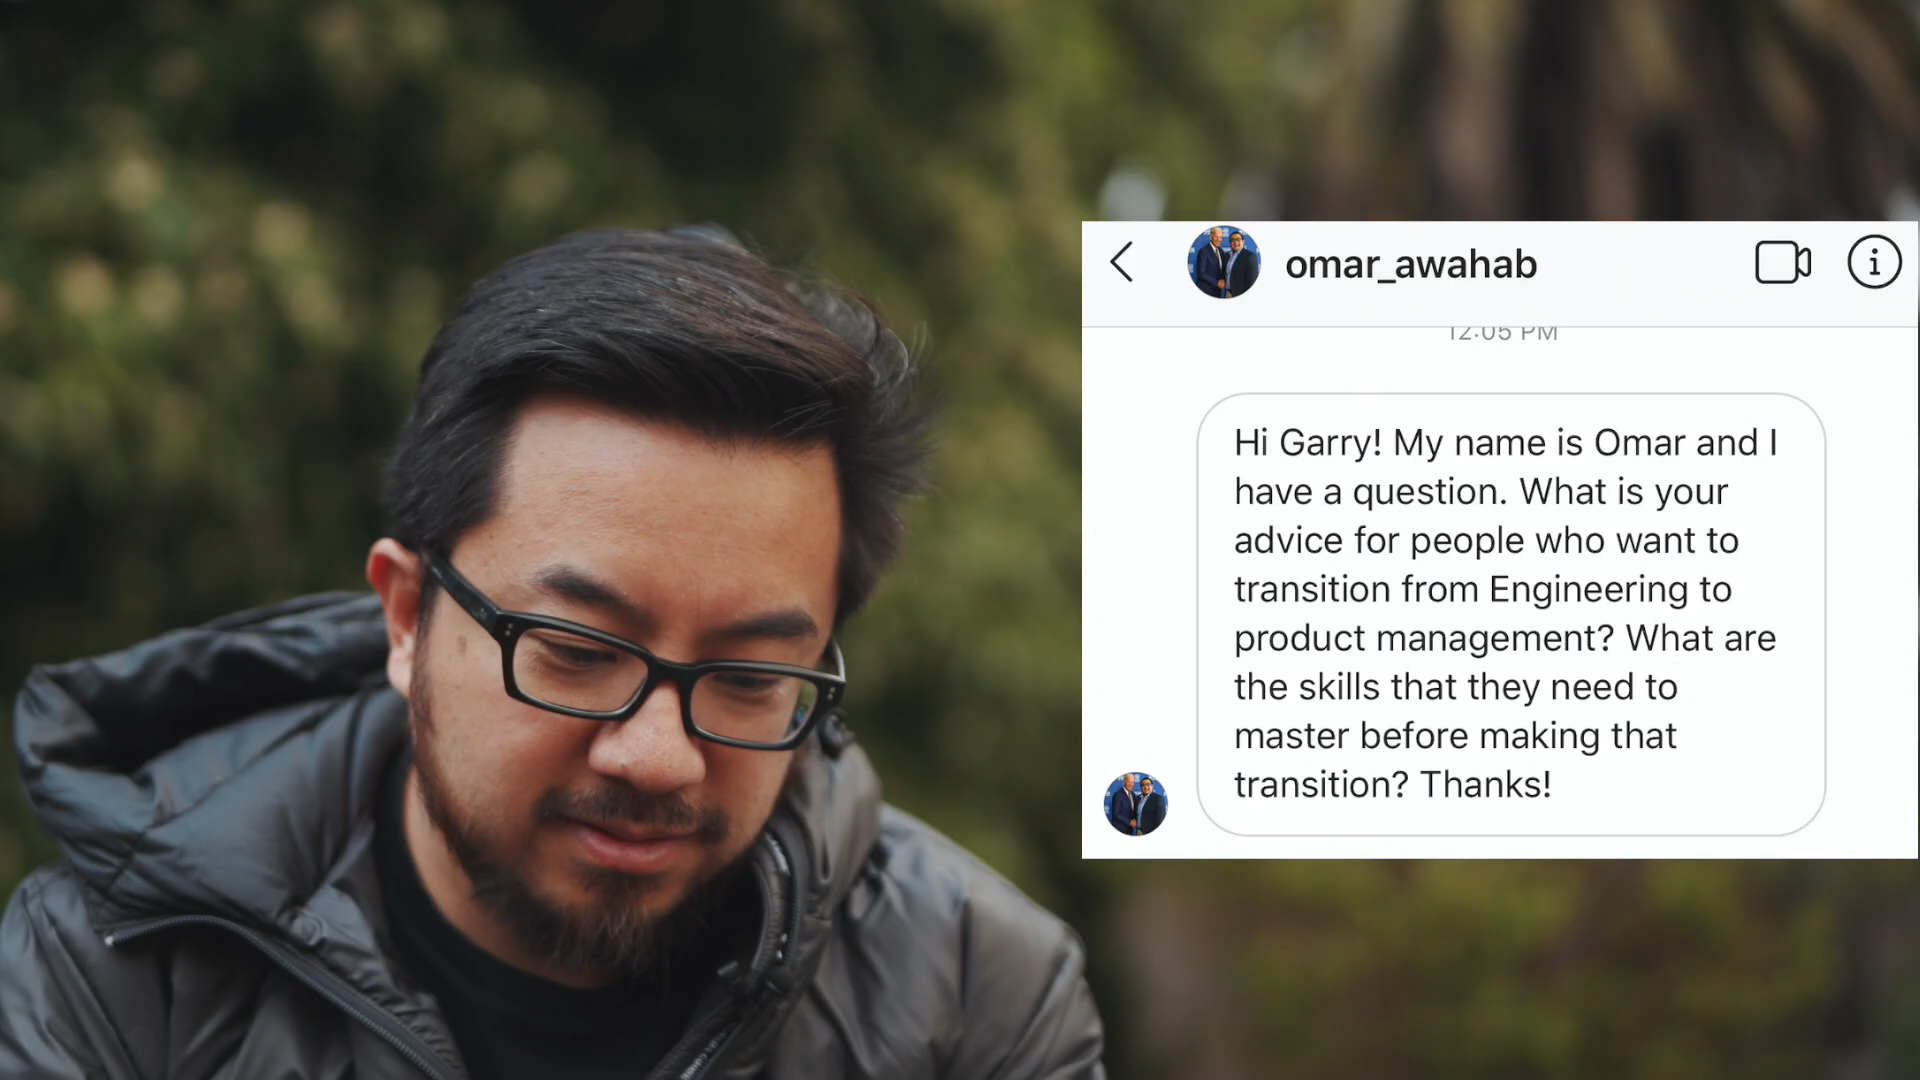 omar_awahab
12:05 PM
Hi Garry! My name is Omar and I
have a question. What is your
advice for people who want to
transition from Engineering to
product management? What are
the skills that they need to
master before making that
transition? Thanks!